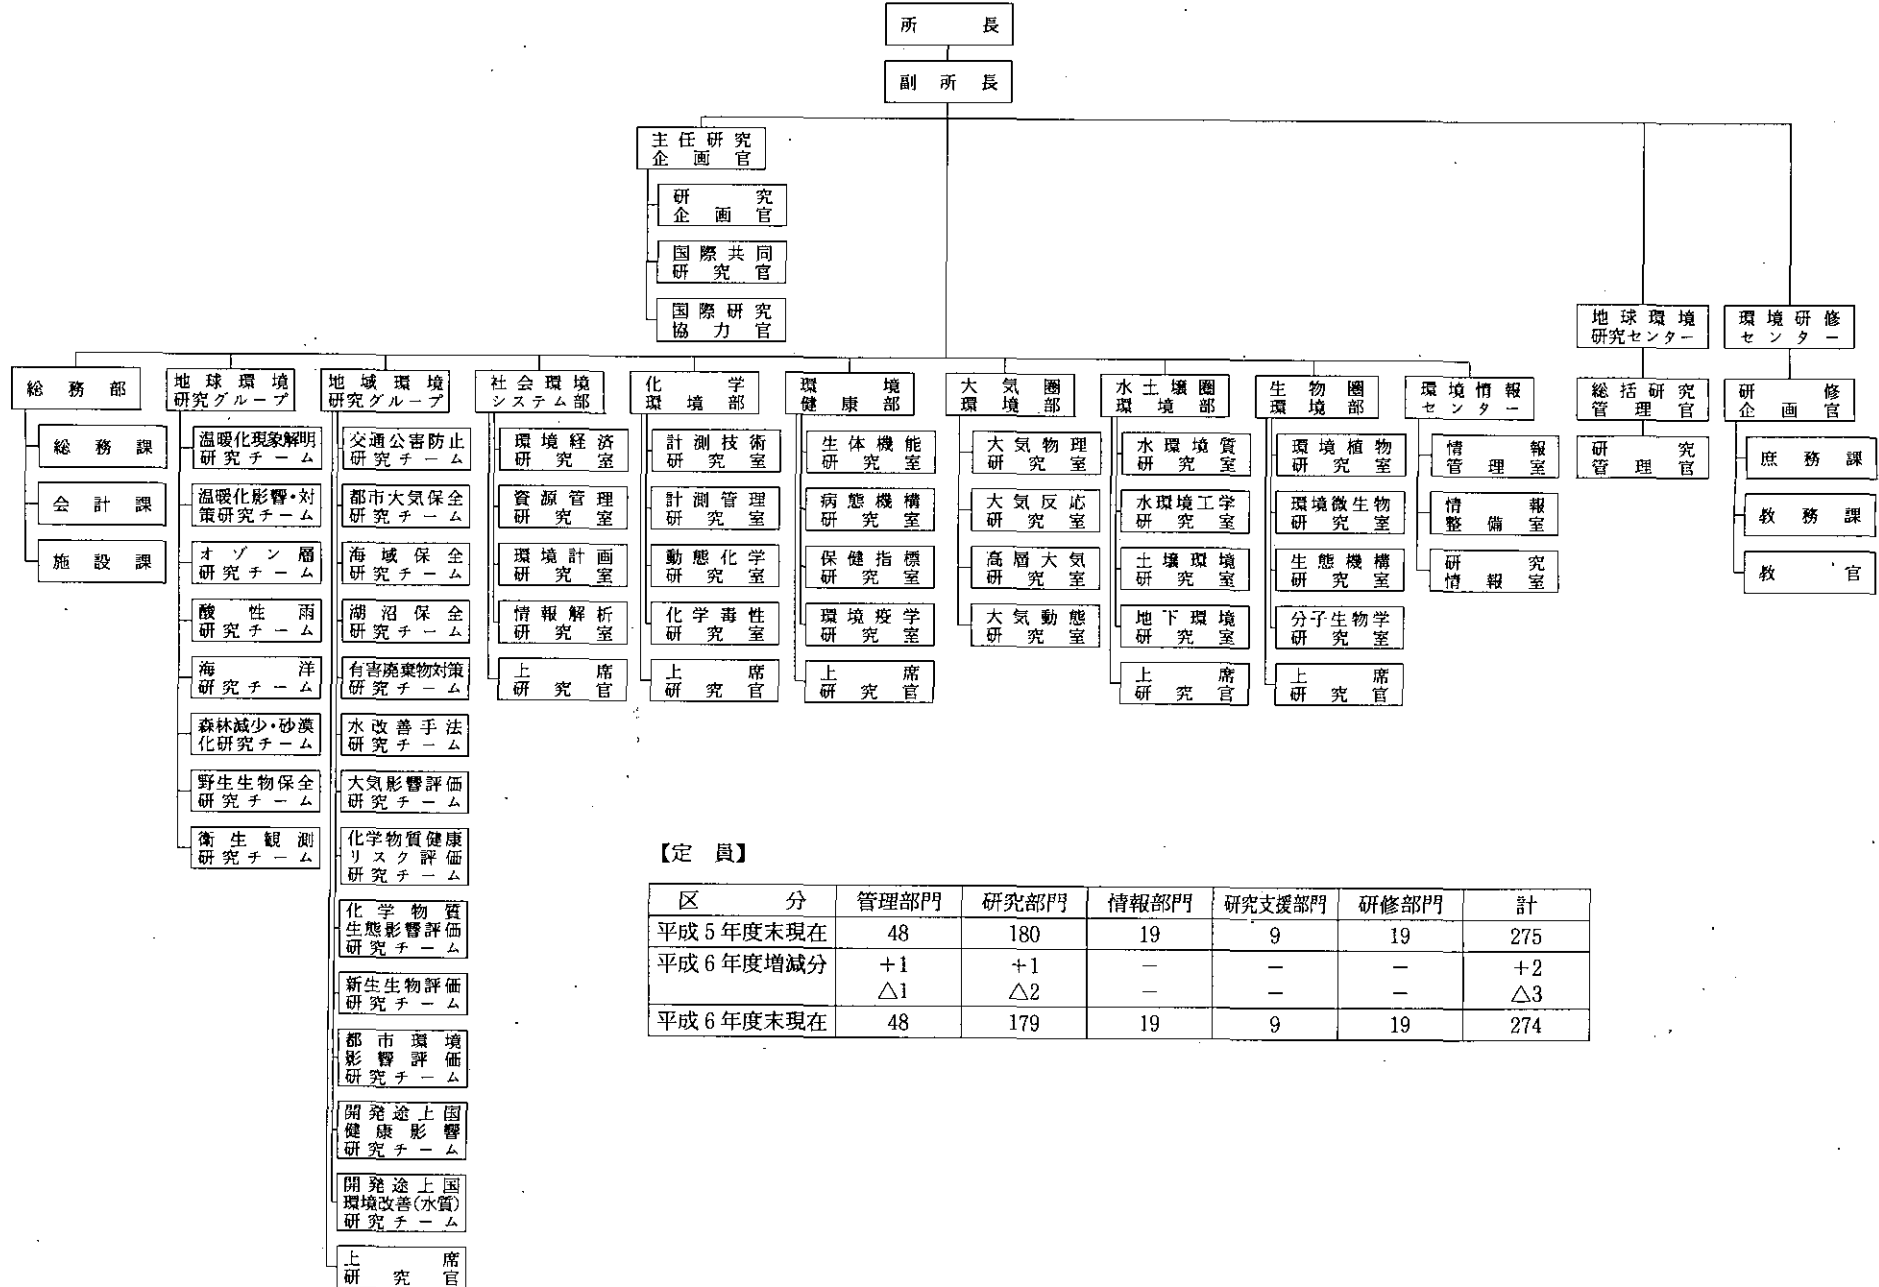 所長
副所長
主任研究
企画官
研究
企画官
国際共同
研究官
国際研究
協力官
地球環境
研究センター
環境研修
センター
総括研究
管理官
研究
管理官
研修
企画官
庶務課
教務課
教官
総務部
総務課
会計課
施設課
地球環境
研究グループ
温暖化現象解明
研究チーム
温暖化影響・対
策研究チーム
オゾン層
研究チーム
酸性雨
研究チーム
海洋
研究チーム
森林減少・砂漠
化研究チーム
野生生物保全
研究チーム
衛生観測
研究チーム
地域環境
研究グループ
交通公害防止
研究チーム
都市大気保全
研究チーム
海域保全
研究チーム
湖沼保全
研究チーム
有害廃棄物対策
研究チーム
水改善手法
研究チーム
大気影響評価
研究チーム
化学物質健康
リスク評価
研究チーム
化学物質
生態影響評価
研究チーム
新生生物評価
研究チーム
都市環境
影響評価
研究チーム
開発途上国
健康影響
研究チーム
開発途上国
環境改善(水質)
研究チーム
上席
研究官
社会環境
システム部
環境経済
研究室
資源管理
研究室
環境計画
研究室
情報解析
研究室
上席
研究官
化学
環境部
計測技術
研究室
計測管理
研究室
動態化学
研究室
化学毒性
研究室
上席
研究官
環境
健康部
生体機能
研究室
病態機構
研究室
保健指標
研究室
環境疫学
研究室
上席
研究官
大気圏
環境部
大気物理
研究室
大気反応
研究室
高層大気
研究室
大気動態
研究室
水土壌圏
環境部
水環境質
研究室
水環境工学
研究室
土壌環境
研究室
地下環境
研究室
上席
研究官
生物圏
環境部
環境植物
研究室
環境微生物
研究室
生態機構
研究室
分子生物学
研究室
上席
研究官
環境情報
センター
情報
管理室
情報
整備室
研究
情報室
【定 員】
区分 管理部門 研究部門 情報部門 研究支援部門 研修部門 計
平成5年度末現在 48 180 19 9 19 275
平成6年度増減分 +1 +1 － － － +2
△1 △2 － － － △3
平成6年度末現在 48 179 19 9 19 274